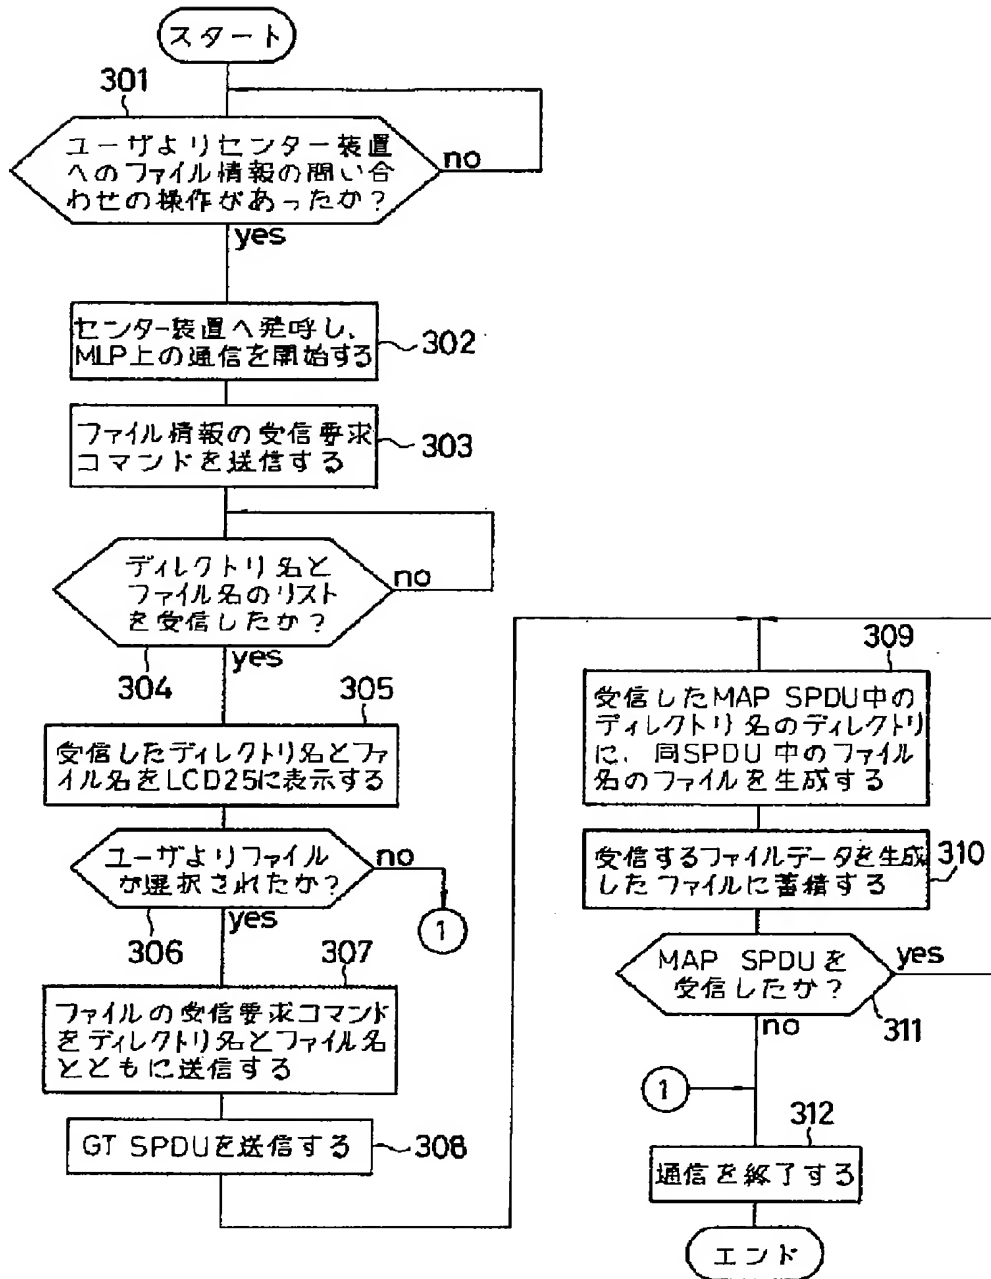 スタート
301
ユーザよりセンター装置
へのファイル情報の問い合
わせの操作があったか？
no
yes
センター装置へ発呼し、
MLP上の通信を開始する
302
ファイル情報の受信要求
コマンドを送信する
303
ディレクトリ名と
ファイル名のリスト
を受信したか？
no
yes
304
305
受信したディレクトリ名とフ
ァイル名をLCD25に表示する
ユーザよりファイル
が選択されたか？
no
1
yes
306
307
ファイルの受信要求コマンド
をディレクトリ名とファイル名
とともに送信する
GT SPDUを送信する
308
309
受信したMAP SPDU中の
ディレクトリ名のディレクトリ
に、同SPDU中のファイル
名のファイルを生成する
受信するファイルデータを生成
したファイルに蓄積する
310
MAP SPDUを
受信したか？
yes
no
311
1
312
通信を終了する
エンド